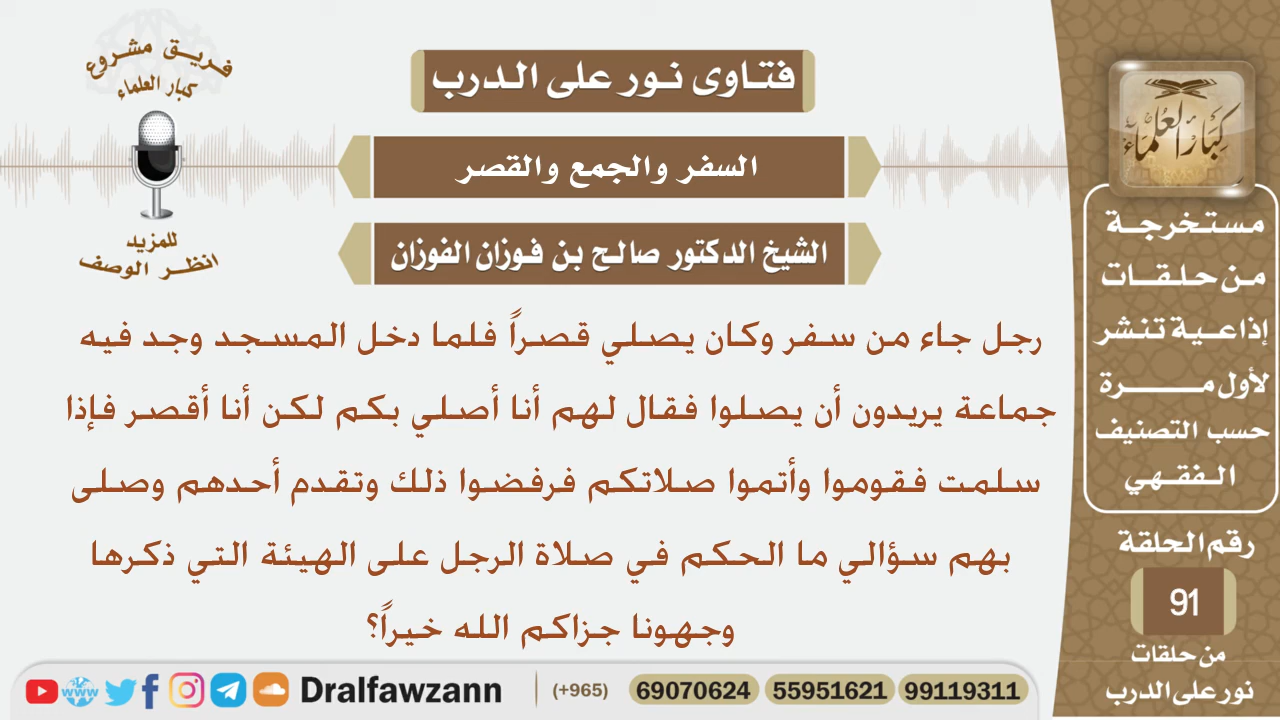 فريق مشروع
كبار العلماء
للمزيد
انظر الوصف
فتاوى نور على الدرب
السفر والجمع والقصر
الشيخ الدكتور صالح بن فوزان الفوزان
رجل جاء من سفر وكان يصلي قصراً فلما دخل المسجد وجد فيه
جماعة يريدون أن يصلوا فقال لهم أنا أصلي بكم لكن أنا أقصر فإذا
سلمت فقوموا وأتموا صلاتكم فرفضوا ذلك وتقدم أحدهم وصلى
بهم سؤالي ما الحكم في صلاة الرجل على الهيئة التي ذكرها
وجهونا جزاكم الله خيراً؟
كبار العلماء
مستخرجة
من حلقات
إذاعية تنشر
لأول مرة
حسب التصنيف
الفقهي
رقم الحلقة
91
من حلقات
نور على الدرب
www
Dralfawzann
(+965)
69070624
55951621
99119311